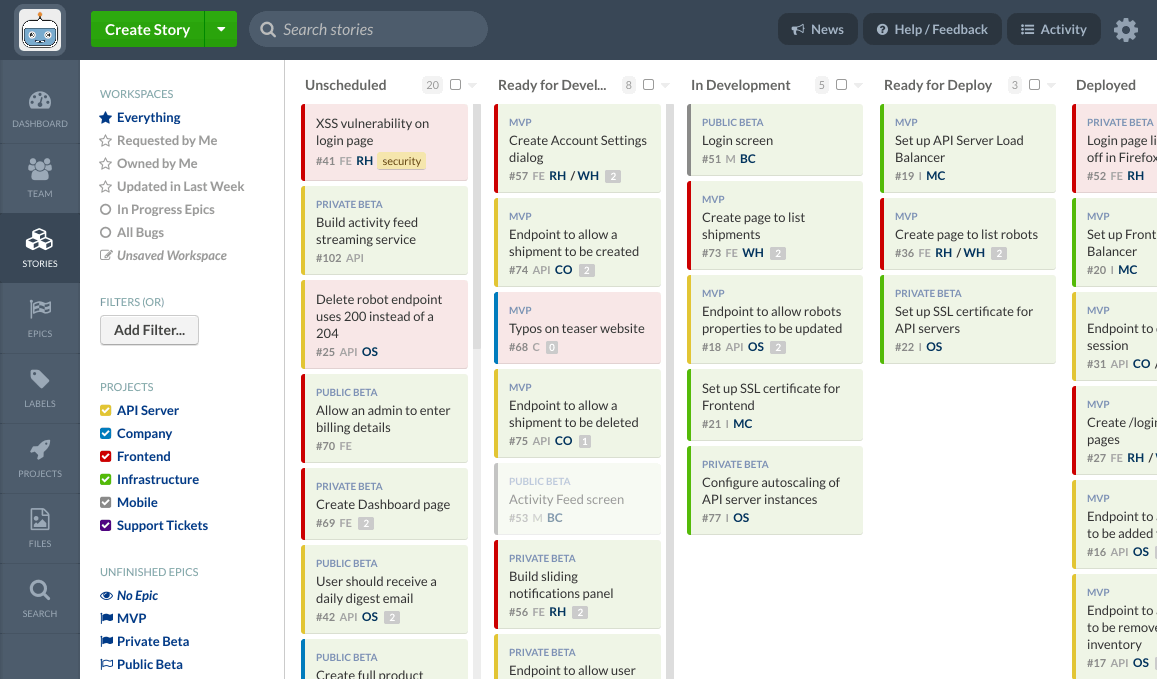 Create Story
Search stories
News
Help / Feedback
Activity
DASHBOARD
TEAM
STORIES
EPICS
LABELS
PROJECTS
FILES
SEARCH
WORKSPACES
Everything
Requested by Me
Owned by Me
Updated in Last Week
In Progress Epics
All Bugs
Unsaved Workspace
FILTERS (OR)
Add Filter...
PROJECTS
API Server
Company
Frontend
Infrastructure
Mobile
Support Tickets
UNFINISHED EPICS
No Epic
MVP
Private Beta
Public Beta
Unscheduled 20
XSS vulnerability on
login page
#41 FE RH security
PRIVATE BETA
Build activity feed
streaming service
#102 API
Delete robot endpoint
uses 200 instead of a
204
#25 API OS
PUBLIC BETA
Allow an admin to enter
billing details
#70 FE
PRIVATE BETA
Create Dashboard page
#69 FE 2
PUBLIC BETA
User should receive a
daily digest email
#42 API OS 2
PUBLIC BETA
Create full product
Ready for Devel... 8
MVP
Create Account Settings
dialog
#57 FE RH / WH 2
MVP
Endpoint to allow a
shipment to be created
#74 API CO 2
MVP
Typos on teaser website
#68 C 0
MVP
Endpoint to allow a
shipment to be deleted
#75 API CO 1
PUBLIC BETA
Activity Feed screen
#53 M BC
PRIVATE BETA
Build sliding
notifications panel
#56 FE RH 2
PRIVATE BETA
Endpoint to allow user
In Development 5
PUBLIC BETA
Login screen
#51 M BC
MVP
Create page to list
shipments
#73 FE WH 2
MVP
Endpoint to allow robots
properties to be updated
#18 API OS 2
Set up SSL certificate for
Frontend
#21 I MC
PRIVATE BETA
Configure autoscaling of
API server instances
#77 I OS
Ready for Deploy 3
MVP
Set up API Server Load
Balancer
#19 I MC
MVP
Create page to list robots
#36 FE RH / WH 2
PRIVATE BETA
Set up SSL certificate for
API servers
#22 I OS
Deployed
PRIVATE BETA
Login page li
off in Firefox
#52 FE RH
MVP
Set up Front
Balancer
#20 I MC
MVP
Endpoint to
session
#31 API CO /
MVP
Create /login
pages
#27 FE RH /
MVP
Endpoint to
to be added
#16 API OS
MVP
Endpoint to
to be remove
inventory
#17 API OS